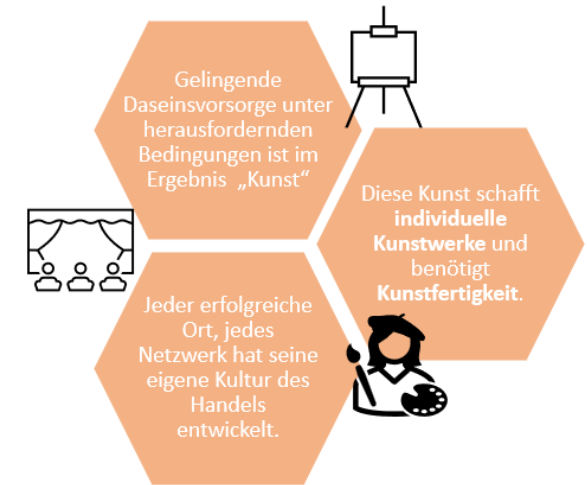 Gelingende
Daseinsvorsorge unter
herausfordernden
Bedingungen ist im
Ergebnis „Kunst“
Diese Kunst schafft
individuelle
Kunstwerke und
benötigt
Kunstfertigkeit.
Jeder erfolgreiche
Ort, jedes
Netzwerk hat seine
eigene Kultur des
Handels
entwickelt.